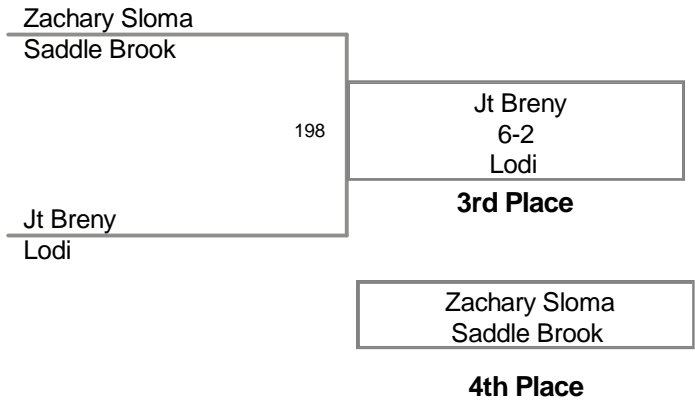 Zachary Sloma
Saddle Brook
198
Jt Breny
6-2
Lodi
3rd Place
Jt Breny
Lodi
Zachary Sloma
Saddle Brook
4th Place